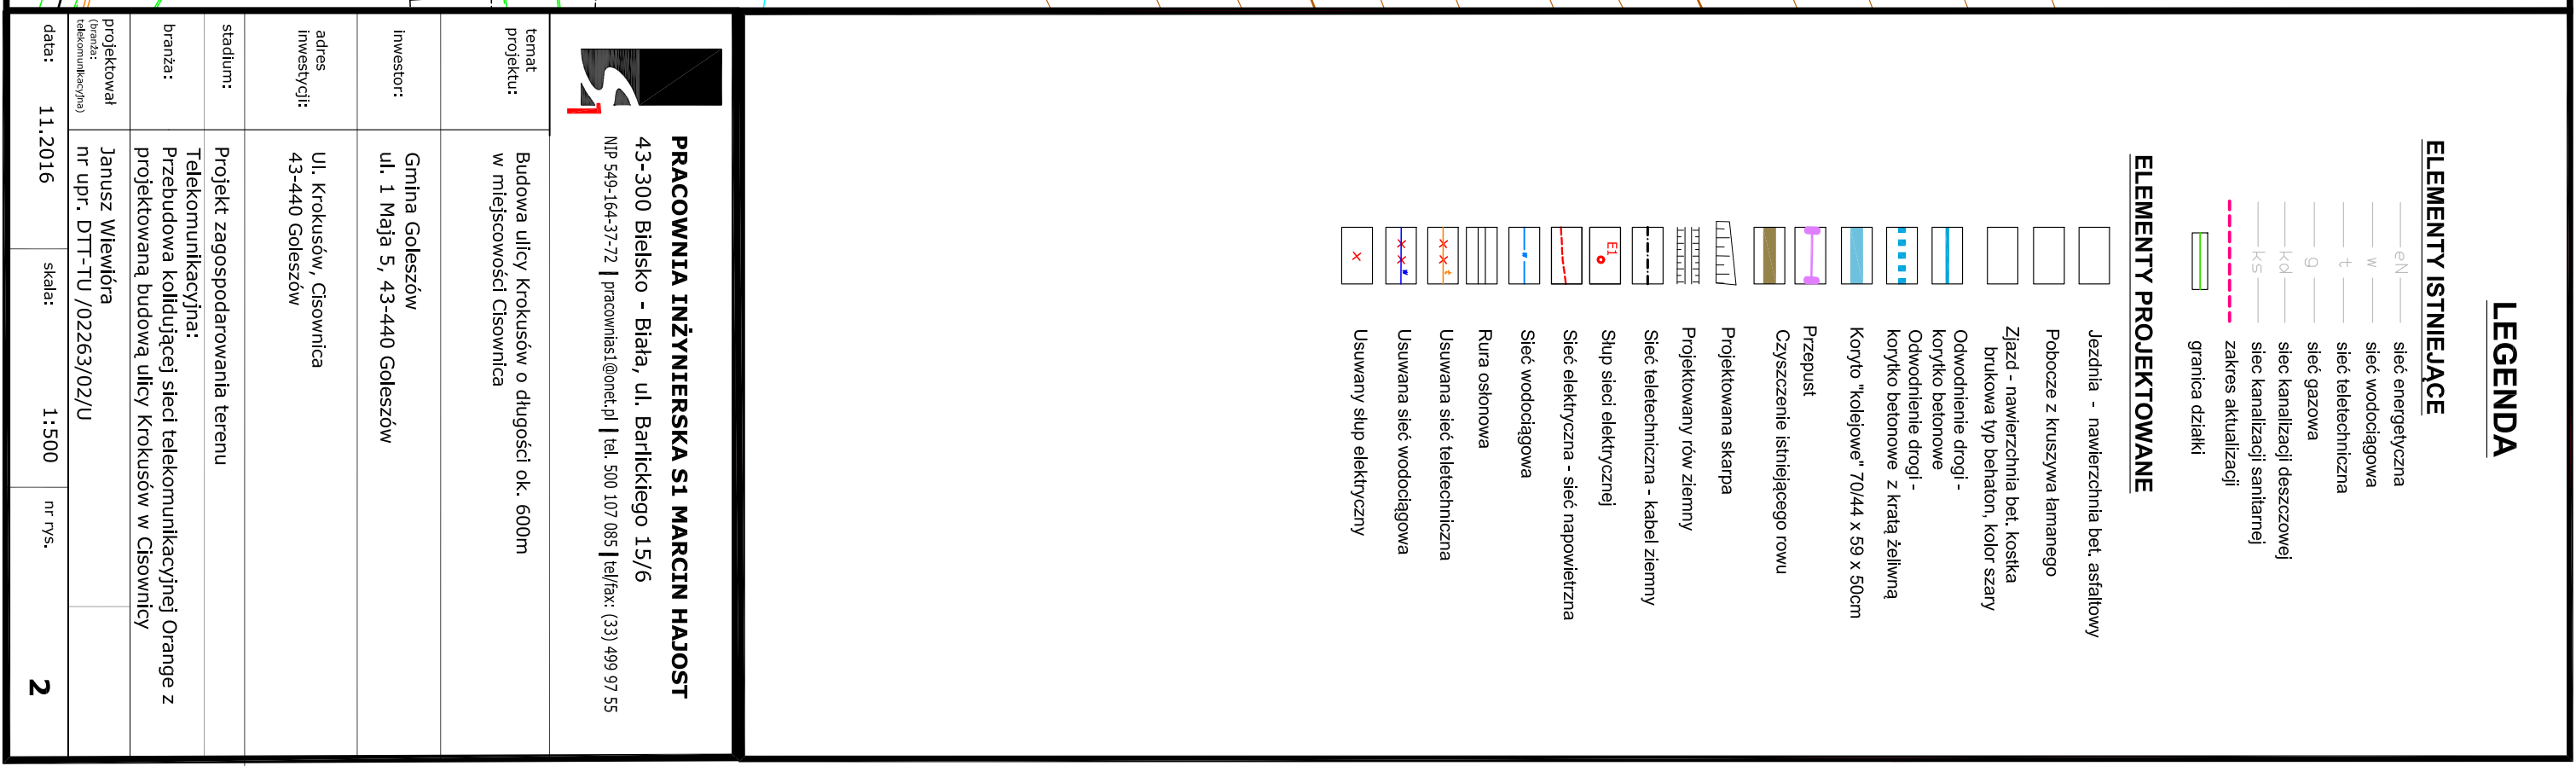 LEGENDA
ELEMENTY ISTNIEJĄCE
eN sieć energetyczna
w sieć wodociągowa
t sieć teletechniczna
g sieć gazowa
kd sieć kanalizacji deszczowej
ks sieć kanalizacji sanitarnej
zakres aktualizacji
granica działki
ELEMENTY PROJEKTOWANE
Jezdnia - nawierzchnia bet. asfaltowy
Pobocze z kruszywa łamanego
Zjazd - nawierzchnia bet. kostka
brukowa typ behaton, kolor szary
Odwodnienie drogi -
korytko betonowe
Odwodnienie drogi -
korytko betonowe z kratą żeliwną
Koryto "kolejowe" 70/44 x 59 x 50cm
Przepust
Czyszczenie istniejącego rowu
Projektowana skarpa
Projektowany rów ziemny
Sieć teletechniczna - kabel ziemny
E1 Słup sieci elektrycznej
Sieć elektryczna - sieć napowietrzna
w Sieć wodociągowa
Rura osłonowa
t Usuwana sieć teletechniczna
w Usuwana sieć wodociągowa
Usuwany słup elektryczny
S1
PRACOWNIA INŻYNIERSKA S1 MARCIN HAJOST
43-300 Bielsko - Biała, ul. Barlickiego 15/6
NIP 549-164-37-72 | pracownias1@onet.pl | tel. 500 107 085 | tel/fax: (33) 499 97 55
temat
projektu:
Budowa ulicy Krokusów o długości ok. 600m
w miejscowości Cisownica
inwestor:
Gmina Goleszów
ul. 1 Maja 5, 43-440 Goleszów
adres
inwestycji:
Ul. Krokusów, Cisownica
43-440 Goleszów
stadium:
Projekt zagospodarowania terenu
branża:
Telekomunikacyjna:
Przebudowa kolidującej sieci telekomunikacyjnej Orange z
projektowaną budową ulicy Krokusów w Cisownicy
projektował
(branża:
telekomunikacyjna)
Janusz Wiewióra
nr upr. DTT-TU /02263/02/U
data: 11.2016
skala: 1:500
nr rys. 2